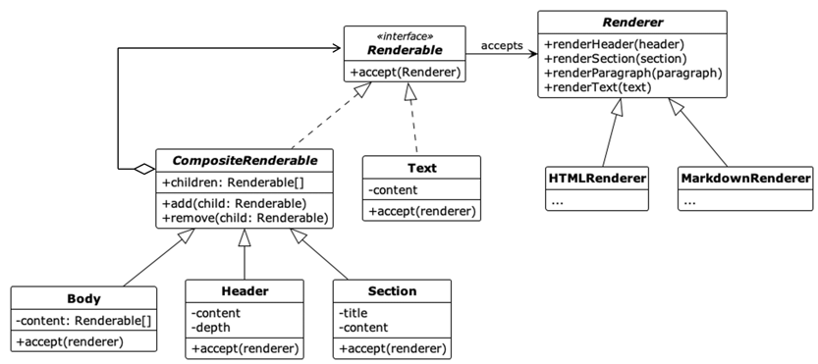 «interface»
Renderable
+accept(Renderer)
accepts
Renderer
+renderHeader(header)
+renderSection(section)
+renderParagraph(paragraph)
+renderText(text)
CompositeRenderable
+children: Renderable[]
+add(child: Renderable)
+remove(child: Renderable)
Text
-content
+accept(renderer)
HTMLRenderer
...
MarkdownRenderer
...
Body
-content: Renderable[]
+accept(renderer)
Header
-content
-depth
+accept(renderer)
Section
-title
-content
+accept(renderer)